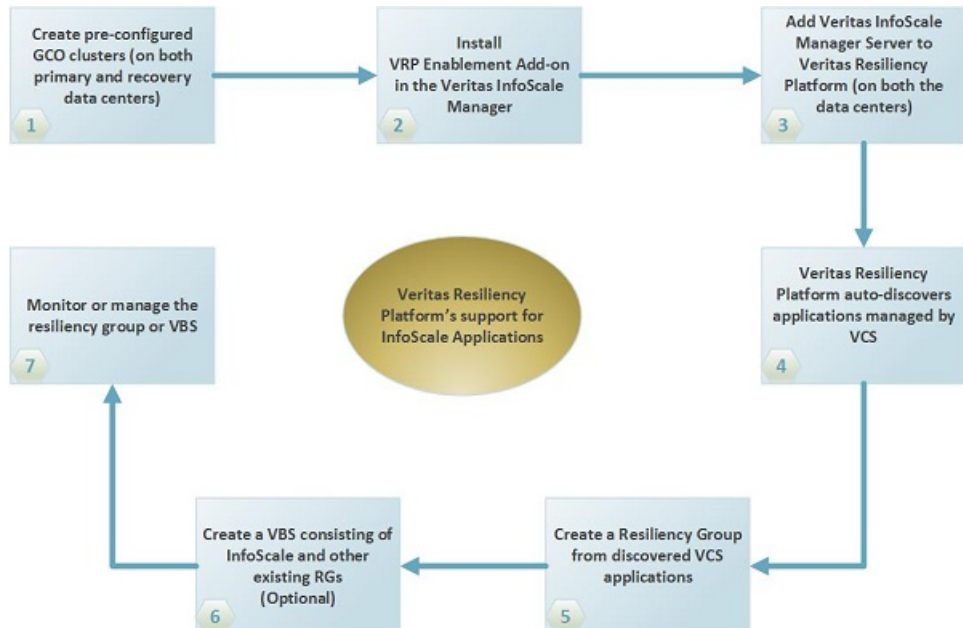 Create pre-configured
GCO clusters (on both
primary and recovery
data centers)
1
Install
VRP Enablement Add-on
in the Veritas InfoScale
Manager
2
Add Veritas InfoScale
Manager Server to
Veritas Resiliency
Platform (on both the
data centers)
3
Veritas Resiliency
Platform auto-discovers
applications managed by
VCS
4
Create a Resiliency Group
from discovered VCS
applications
5
Create a VBS consisting of
InfoScale and other
existing RGs
(Optional)
6
Monitor or manage the
resiliency group or VBS
7
Veritas Resiliency
Platform's support for
InfoScale Applications